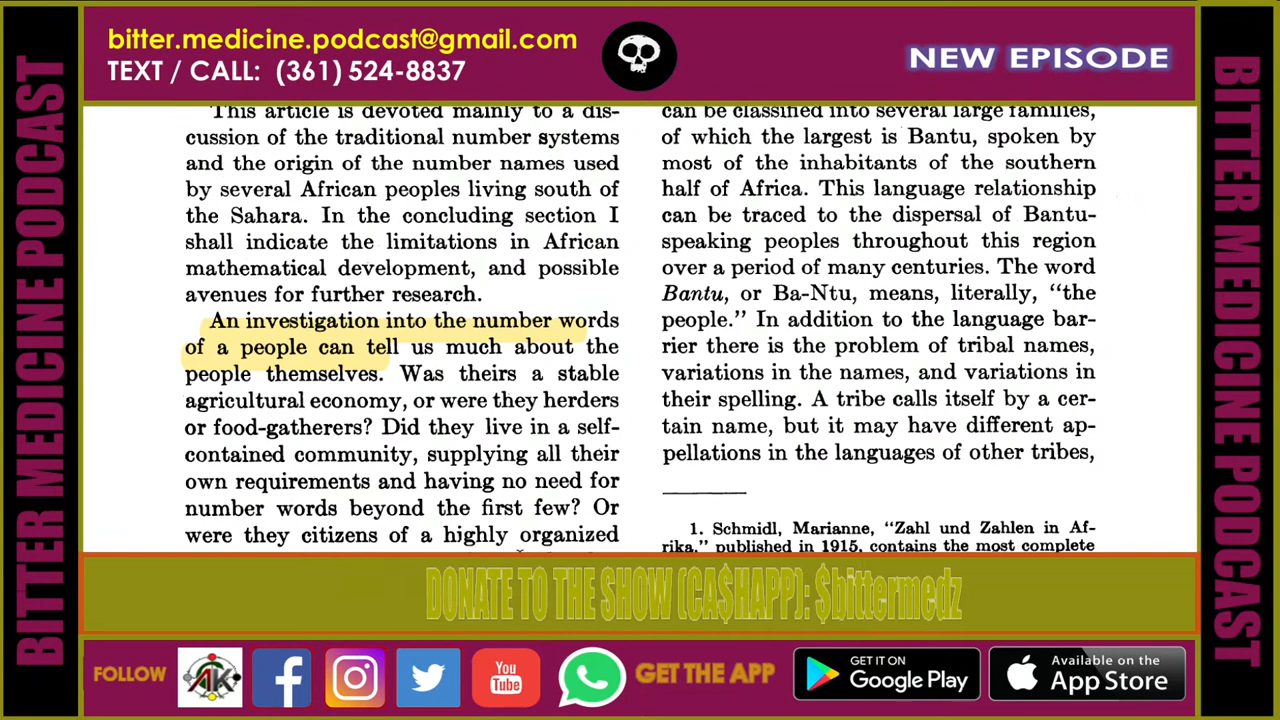 bitter.medicine.podcast@gmail.com
TEXT / CALL: (361) 524-8837
NEW EPISODE
BITTER MEDICINE PODCAST
This article is devoted mainly to a dis-
cussion of the traditional number systems
and the origin of the number names used
by several African peoples living south of
the Sahara. In the concluding section I
shall indicate the limitations in African
mathematical development, and possible
avenues for further research.
An investigation into the number words
of a people can tell us much about the
people themselves. Was theirs a stable
agricultural economy, or were they herders
or food-gatherers? Did they live in a self-
contained community, supplying all their
own requirements and having no need for
number words beyond the first few? Or
were they citizens of a highly organized
can be classified into several large families,
of which the largest is Bantu, spoken by
most of the inhabitants of the southern
half of Africa. This language relationship
can be traced to the dispersal of Bantu-
speaking peoples throughout this region
over a period of many centuries. The word
Bantu, or Ba-Ntu, means, literally, “the
people.” In addition to the language bar-
rier there is the problem of tribal names,
variations in the names, and variations in
their spelling. A tribe calls itself by a cer-
tain name, but it may have different ap-
pellations in the languages of other tribes,
1. Schmidl, Marianne, “Zahl und Zahlen in Af-
rika,” published in 1915, contains the most complete
BITTER MEDICINE PODCAST
DONATE TO THE SHOW (CA$HAPP): $bittermedz
FOLLOW
ATK
You
Tube
GET THE APP
GET IT ON
Google Play
Available on the
App Store